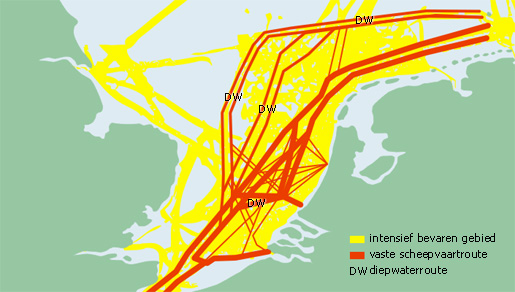 DW
DW
DW
DW
intensief bevaren gebied
vaste scheepvaartroute
DW diepwaterroute